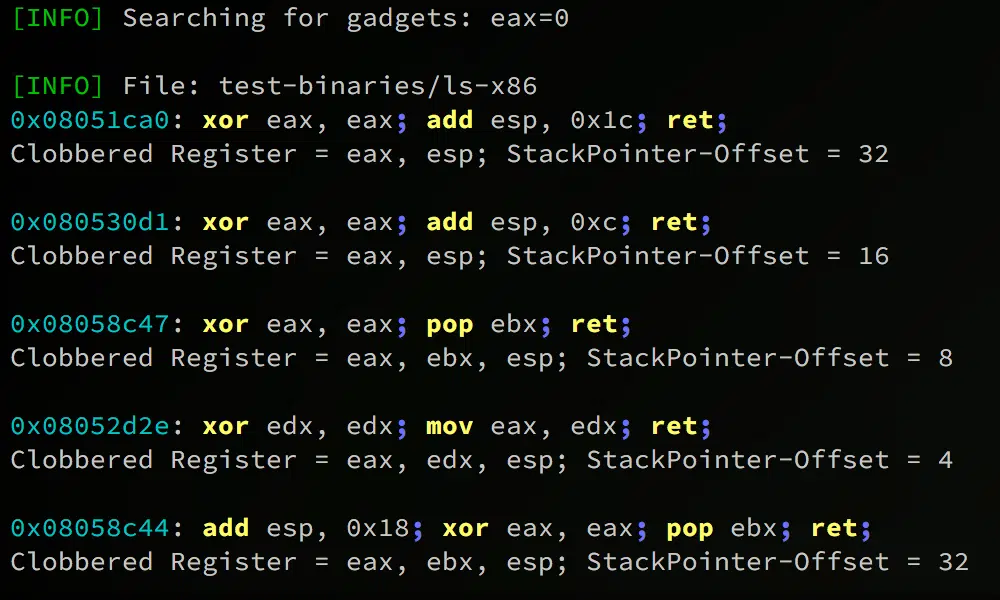 [INFO] Searching for gadgets: eax=0
[INFO] File: test-binaries/ls-x86
0x08051ca0: xor eax, eax; add esp, 0x1c; ret;
Clobbered Register = eax, esp; StackPointer-Offset = 32
0x080530d1: xor eax, eax; add esp, 0xc; ret;
Clobbered Register = eax, esp; StackPointer-Offset = 16
0x08058c47: xor eax, eax; pop ebx; ret;
Clobbered Register = eax, ebx, esp; StackPointer-Offset = 8
0x08052d2e: xor edx, edx; mov eax, edx; ret;
Clobbered Register = eax, edx, esp; StackPointer-Offset = 4
0x08058c44: add esp, 0x18; xor eax, eax; pop ebx; ret;
Clobbered Register = eax, ebx, esp; StackPointer-Offset = 32